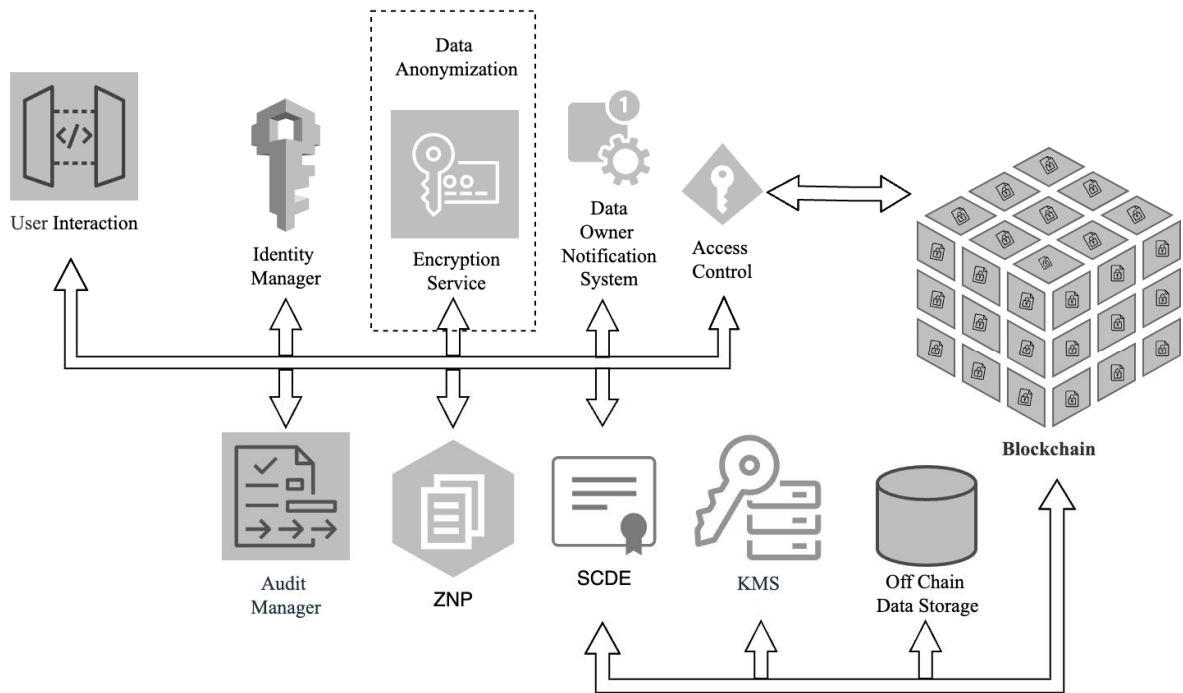 Data
Anonymization
1
</>
User Interaction
Identity
Manager
Encryption
Service
Data
Owner
Notification
System
Access
Control
Blockchain
Audit
Manager
ZNP
SCDE
KMS
Off Chain
Data Storage